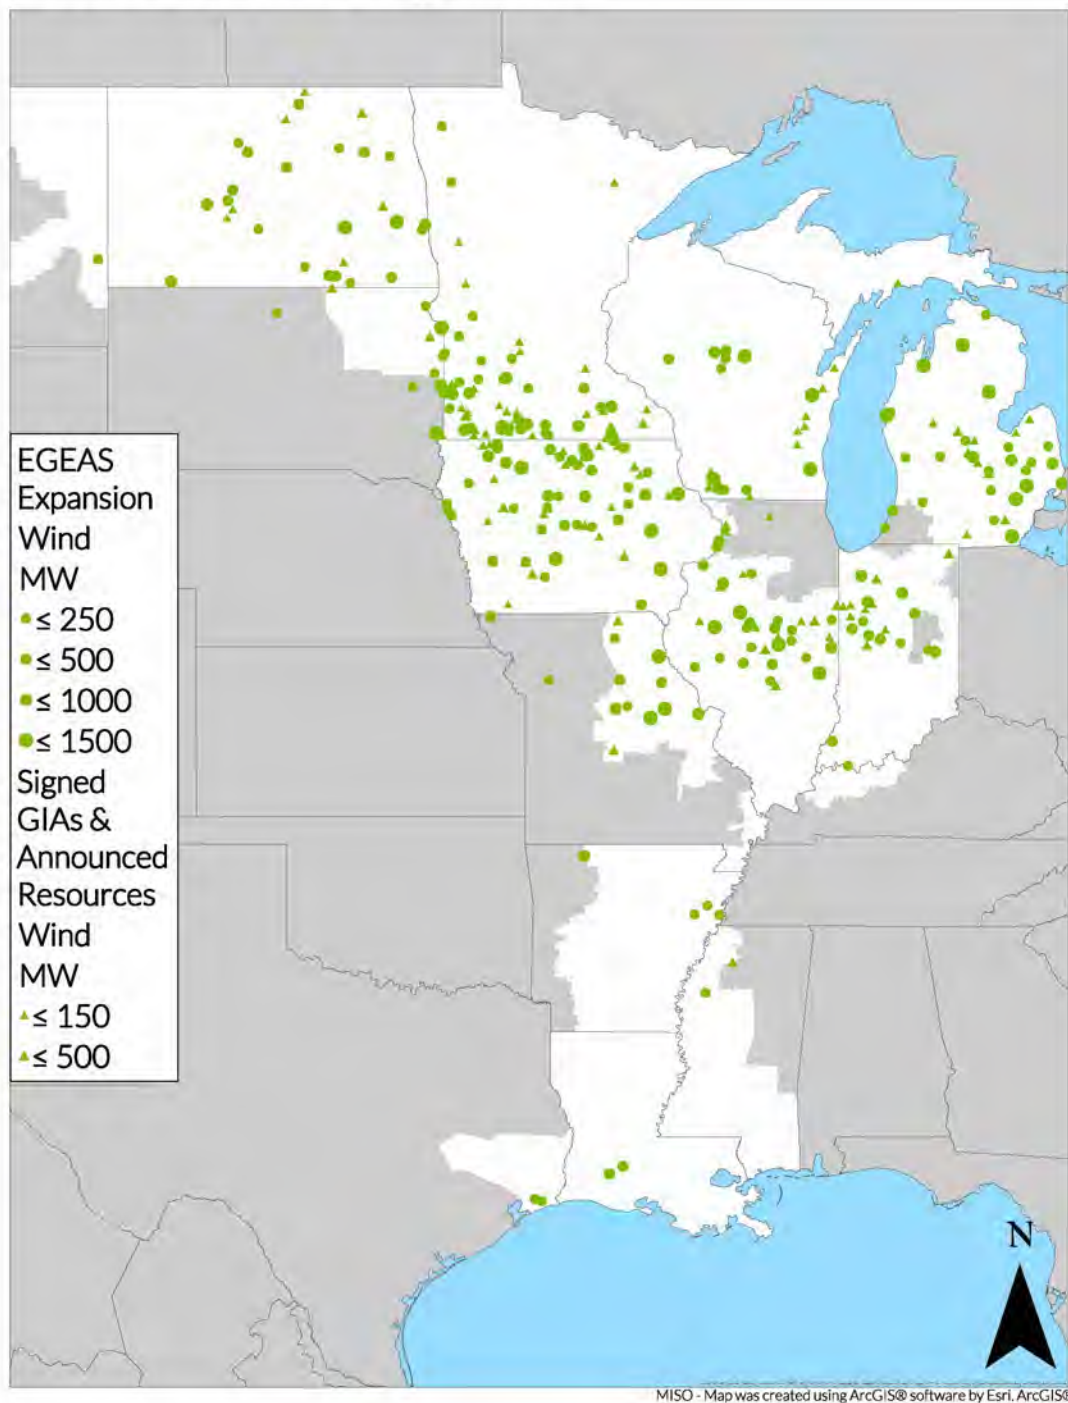 EGEAS
Expansion
Wind
MW
≤ 250
≤ 500
≤ 1000
≤ 1500
Signed
GIAs &
Announced
Resources
Wind
MW
≤ 150
≤ 500
N
MISO - Map was created using ArcGIS® software by Esri. ArcGIS®